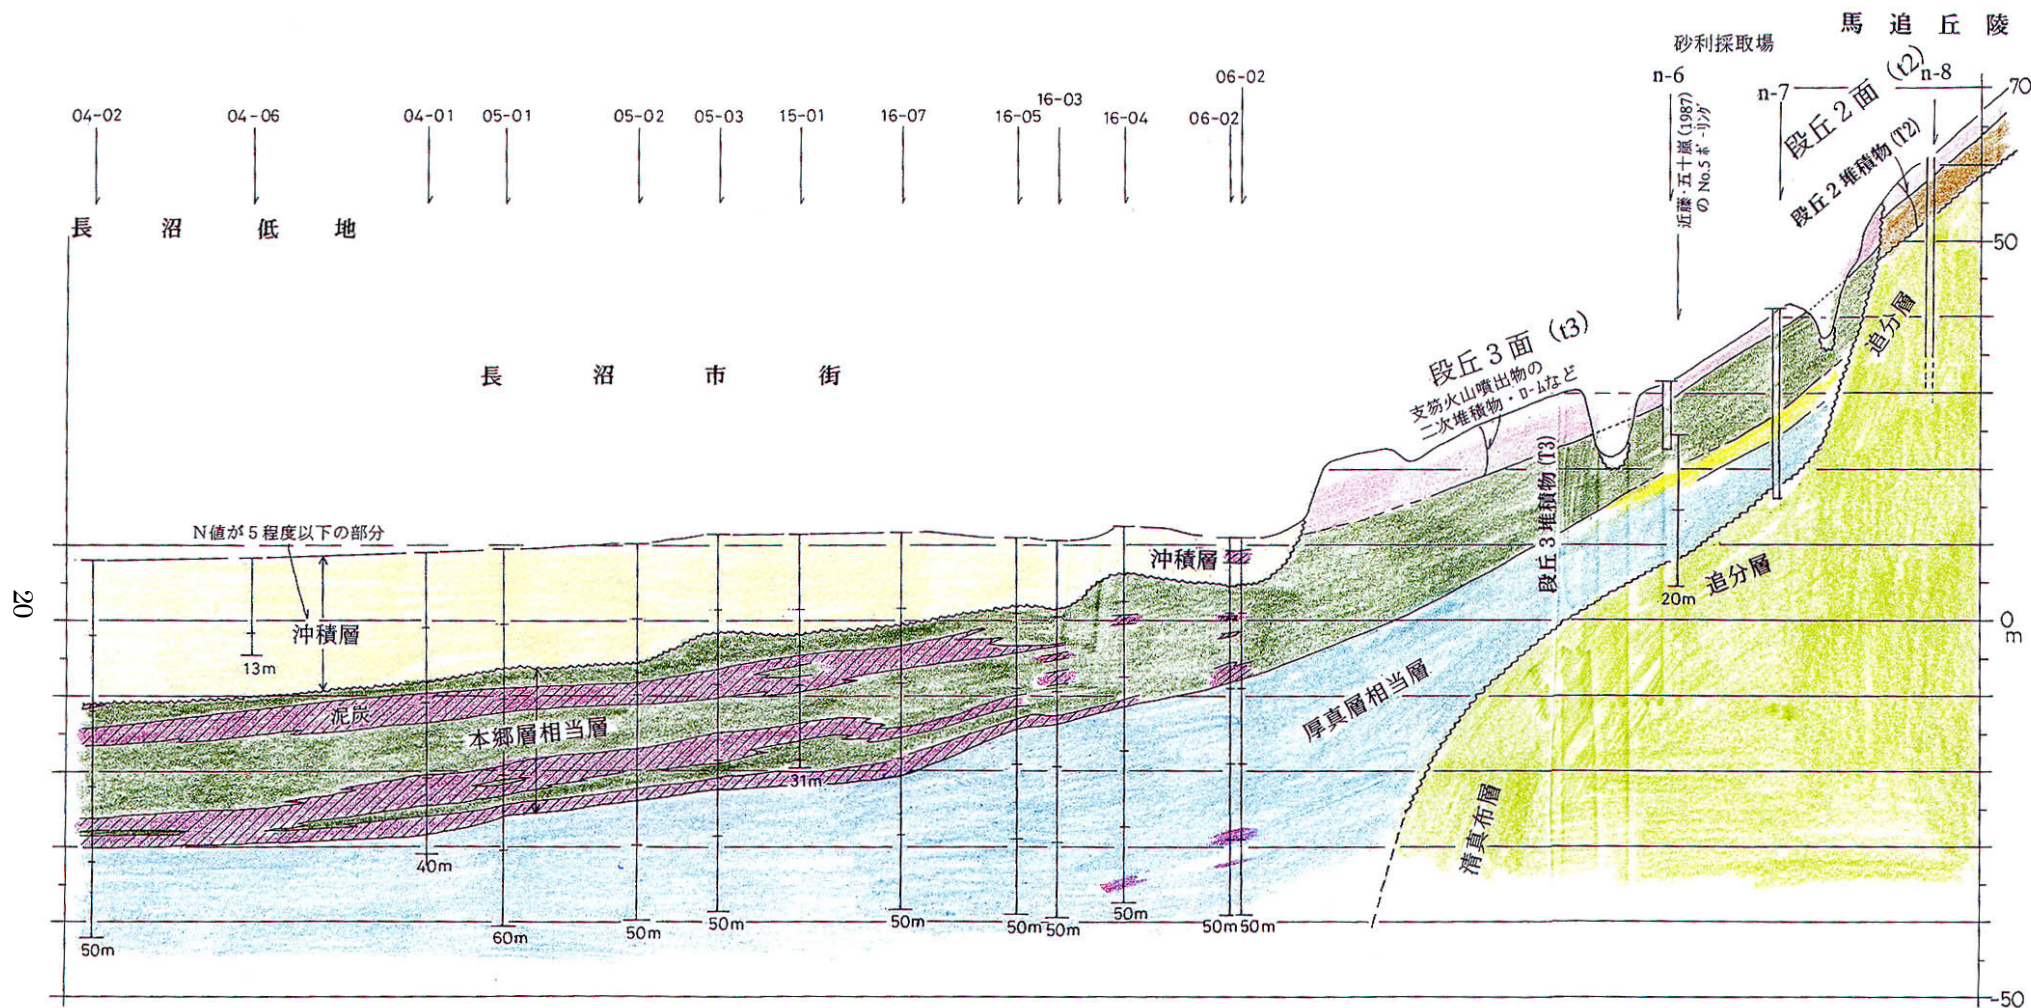 馬追丘陵
砂利採取場
06-02
n-6
n-7
n-8
70
16-03
04-02
04-06
04-01
05-01
05-02
05-03
15-01
16-07
16-05
16-04
06-02
近藤・五十嵐(1987)
のNo.5ボーリング
段丘2面 (t2)
段丘2堆積物(T2)
長沼低地
50
追分層
長沼市街
段丘3面 (t3)
支笏火山噴出物の
二次堆積物・ロームなど
段丘3堆積物(T3)
N値が5程度以下の部分
沖積層
沖積層
追分層
20m
20
0
m
13m
泥炭
本郷層相当層
厚真層相当層
31m
清真布層
40m
50m
60m
50m
50m
50m
50m
50m
50m
50m
50m
-50